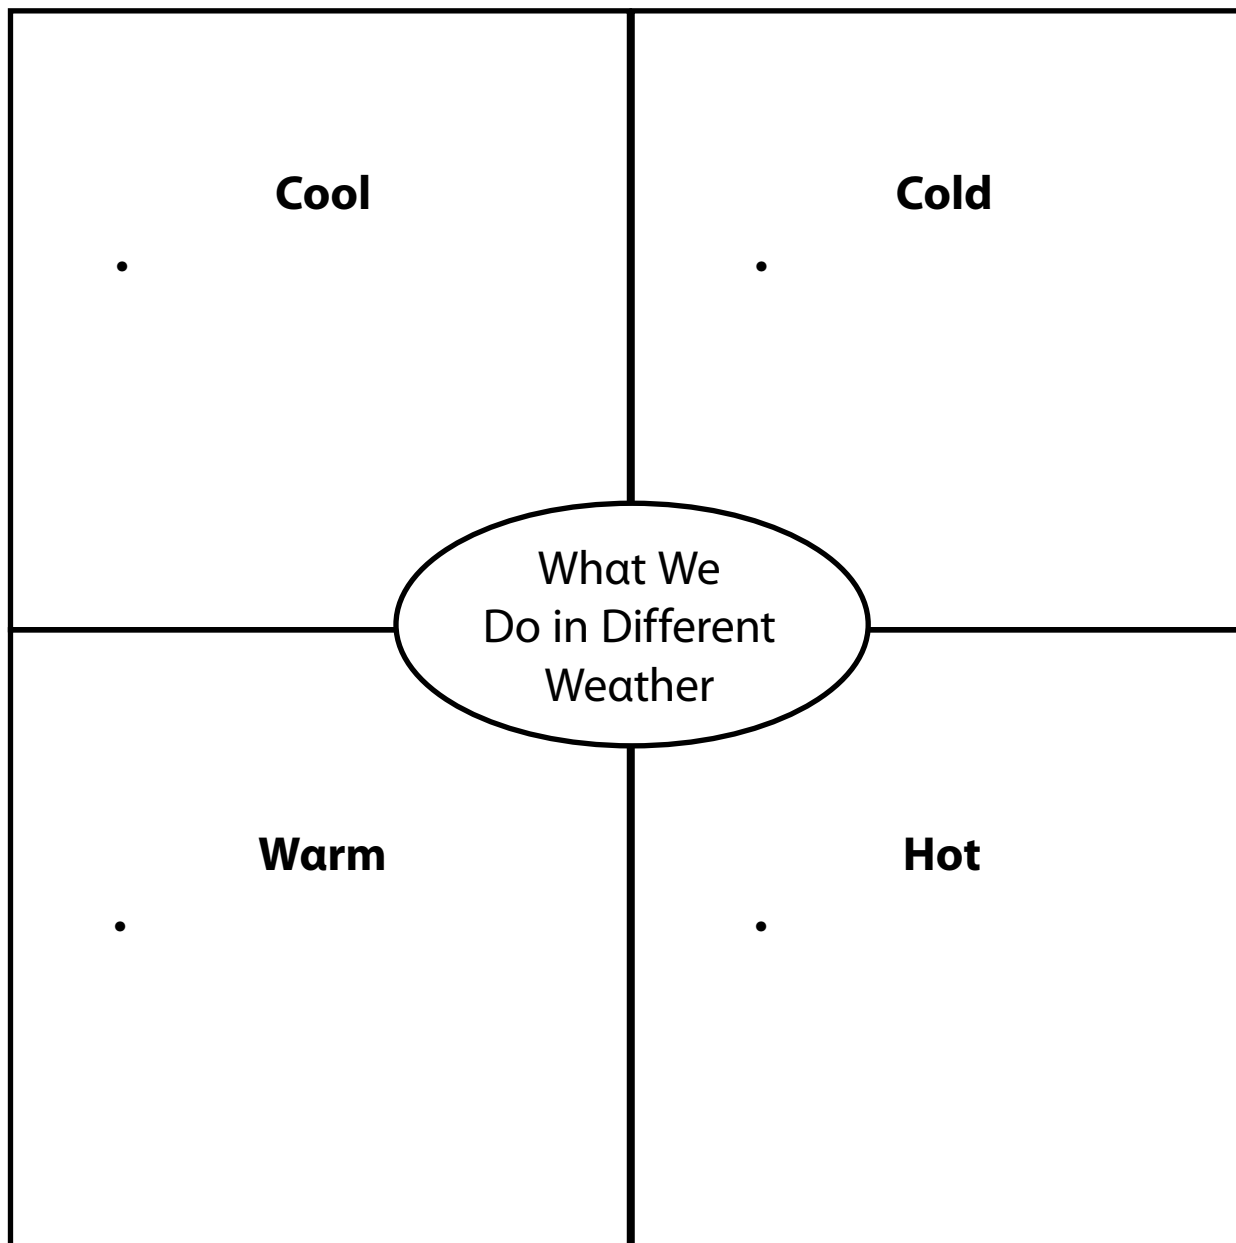 Cool
Cold
•
•
What We
Do in Different
Weather
Warm
Hot
•
•